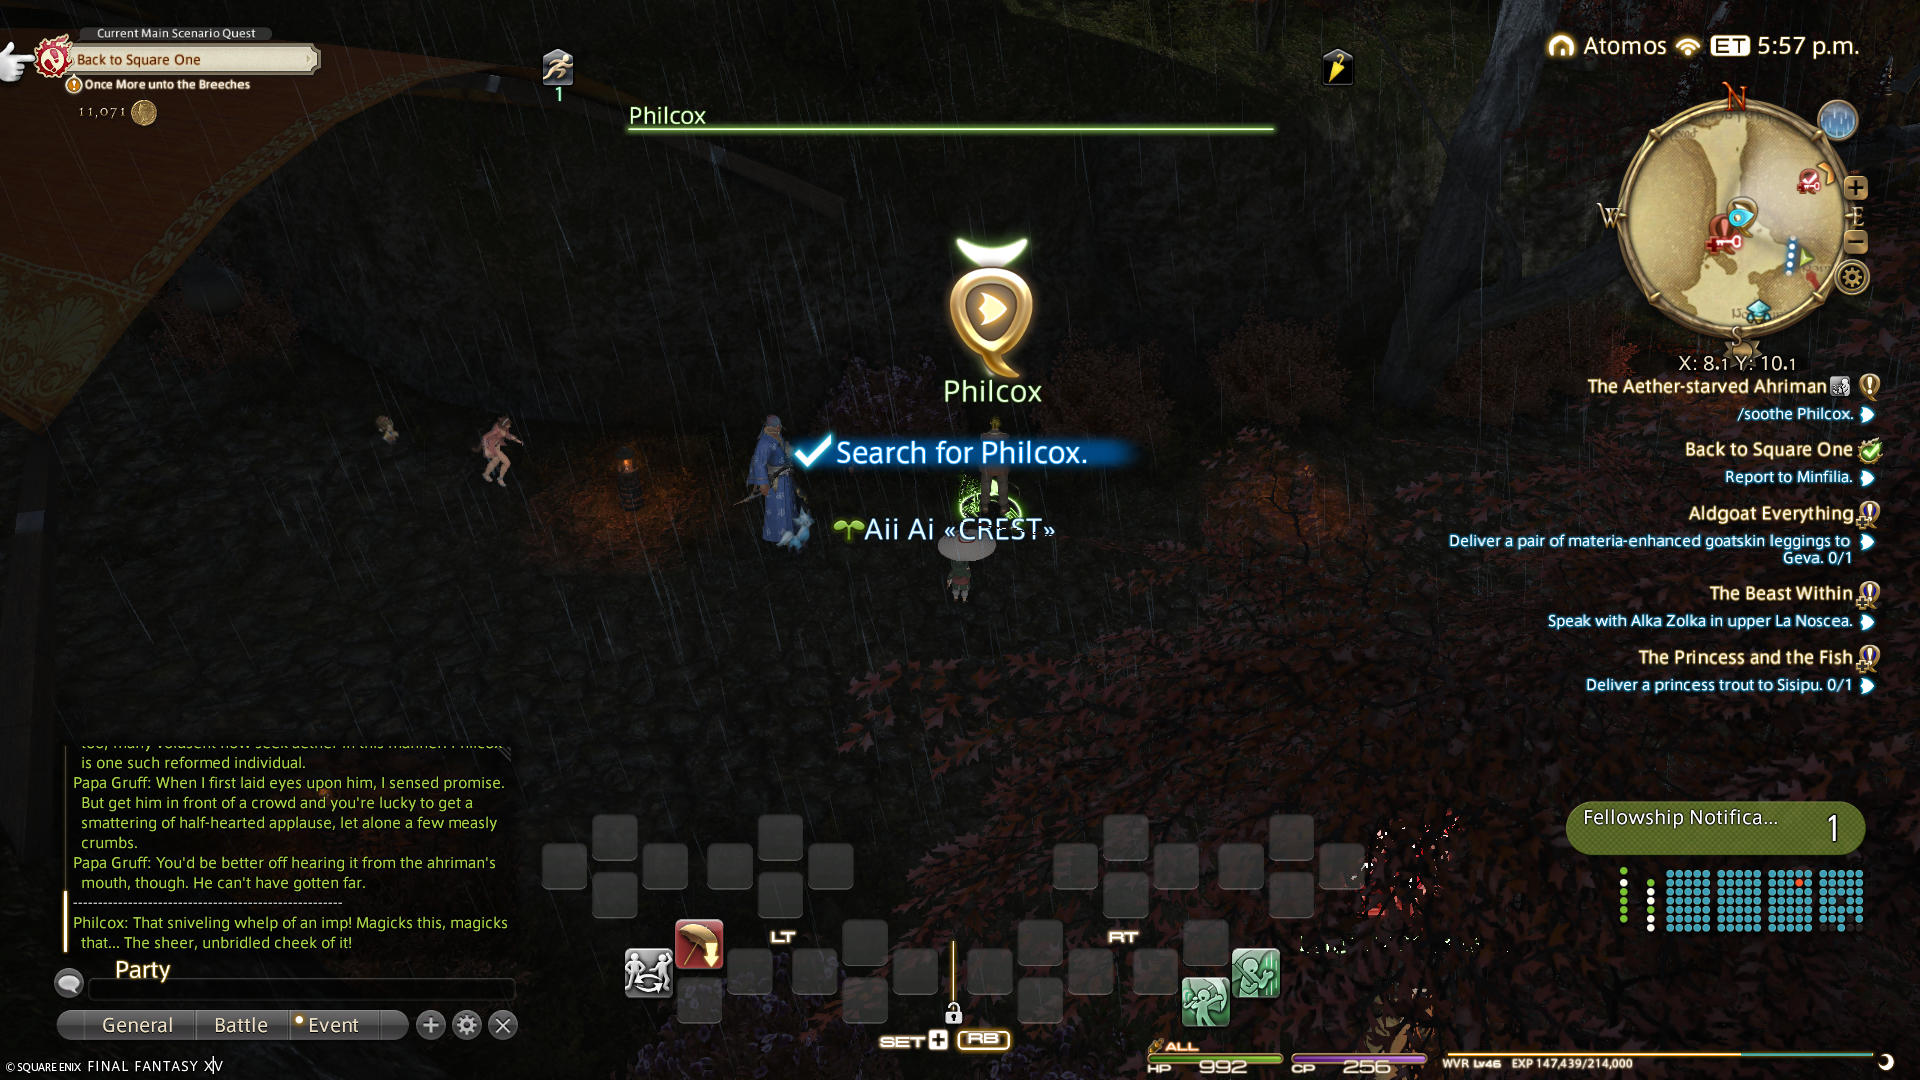 Current Main Scenario Quest
Back to Square One
Once More unto the Breeches
11,071
1
Philcox
Atomos ET 5:57 p.m.
N
W
E
S
X: 8.1 Y: 10.1
Philcox
Search for Philcox.
Aii Ai «CREST»
The Aether-starved Ahriman
/soothe Philcox.
Back to Square One
Report to Minfilia.
Aldgoat Everything
Deliver a pair of materia-enhanced goatskin leggings to
Geva. 0/1
The Beast Within
Speak with Alka Zolka in upper La Noscea.
The Princess and the Fish
Deliver a princess trout to Sisipu. 0/1
is one such reformed individual.
Papa Gruff: When I first laid eyes upon him, I sensed promise.
But get him in front of a crowd and you're lucky to get a
smattering of half-hearted applause, let alone a few measly
crumbs.
Papa Gruff: You'd be better off hearing it from the ahriman's
mouth, though. He can't have gotten far.
----------------------------------------------------
Philcox: That sniveling whelp of an imp! Magicks this, magicks
that... The sheer, unbridled cheek of it!
Party
General Battle Event
Fellowship Notifica... 1
LT
RT
SET + RB
ALL
HP 992
CP 256
WVR Lv46 EXP 147,439/214,000
© SQUARE ENIX FINAL FANTASY XIV